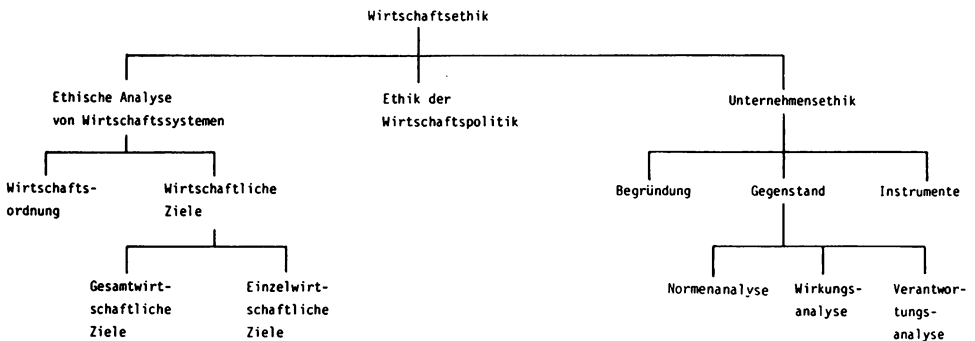 Wirtschaftsethik
Ethische Analyse
von Wirtschaftssystemen
Ethik der
Wirtschaftspolitik
Unternehmensethik
Wirtschafts-
ordnung
Wirtschaftliche
Ziele
Begründung
Gegenstand
Instrumente
Gesamtwirt-
schaftliche
Ziele
Einzelwirt-
schaftliche
Ziele
Normenanalyse
Wirkungs-
analyse
Verantwor-
tungs-
analyse